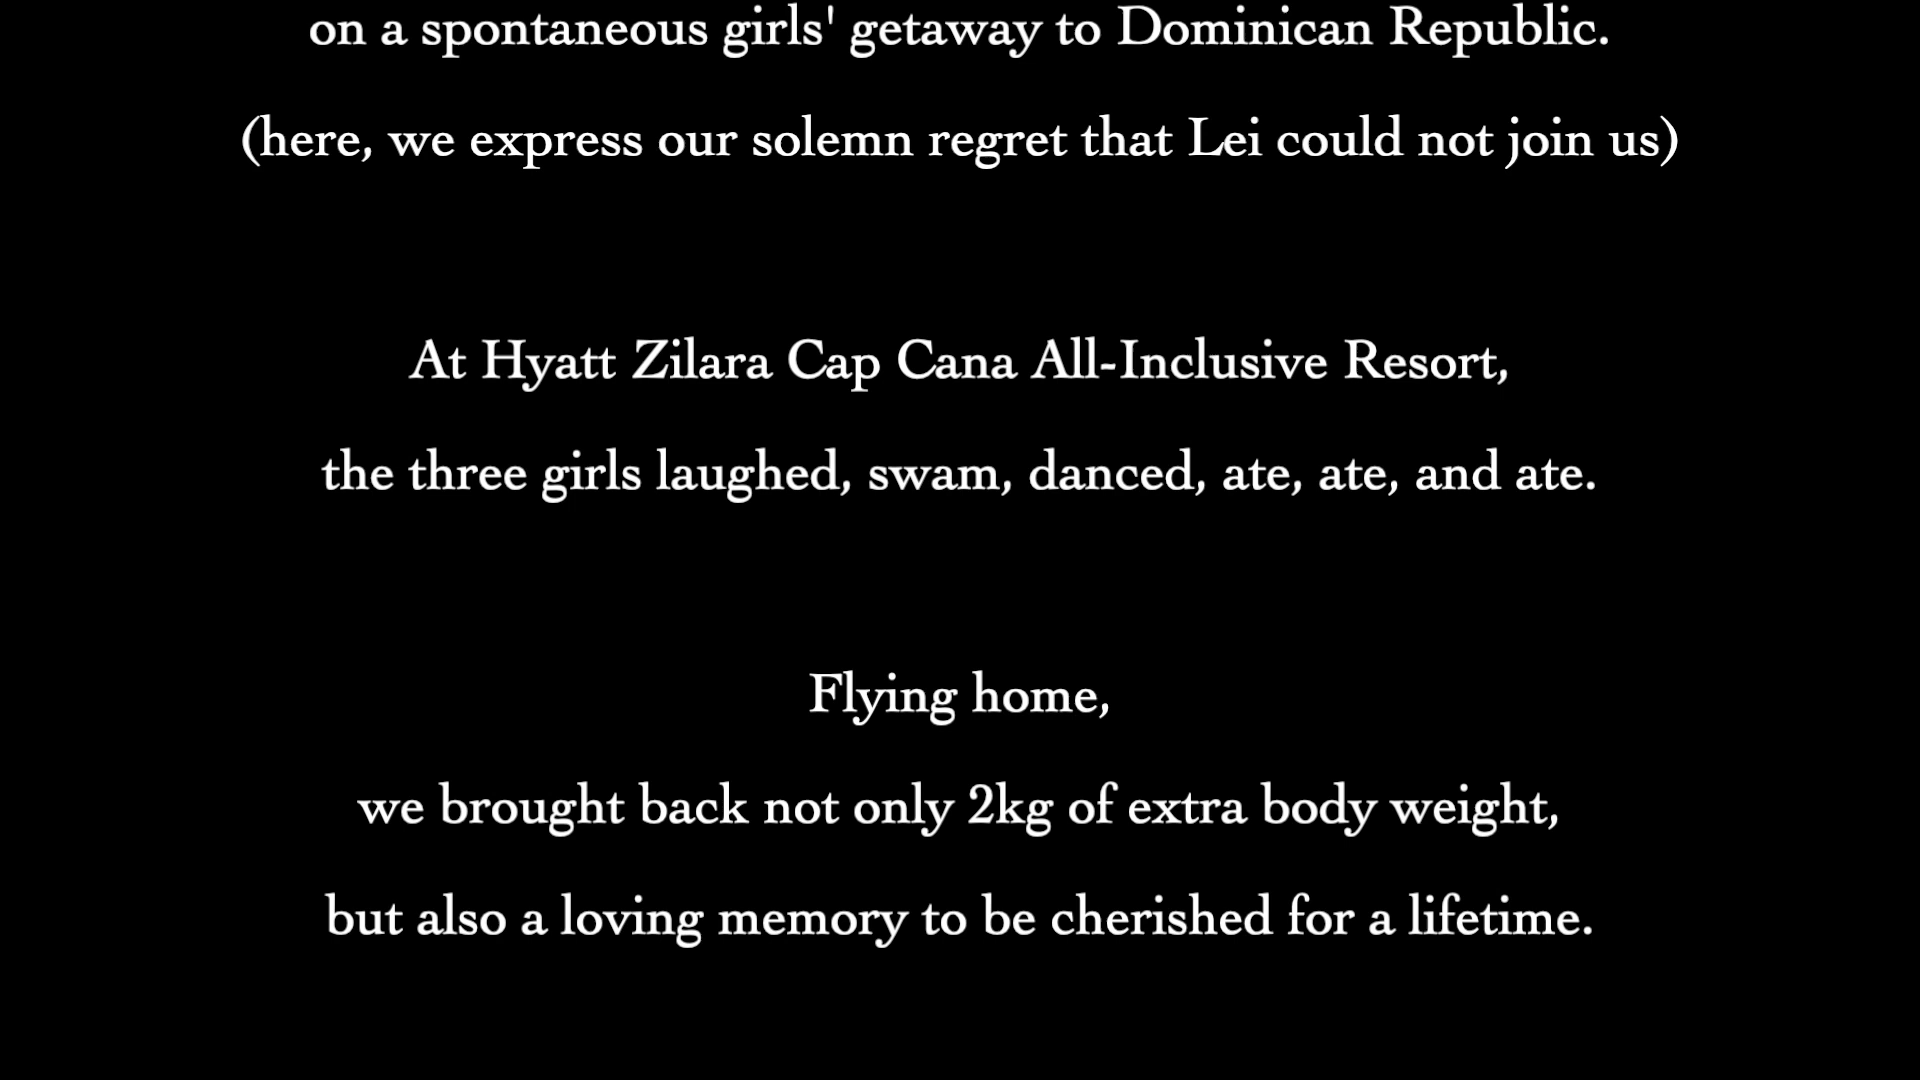 on a spontaneous girls' getaway to Dominican Republic.
(here, we express our solemn regret that Lei could not join us)
At Hyatt Zilara Cap Cana All-Inclusive Resort,
the three girls laughed, swam, danced, ate, ate, and ate.
Flying home,
we brought back not only 2kg of extra body weight,
but also a loving memory to be cherished for a lifetime.